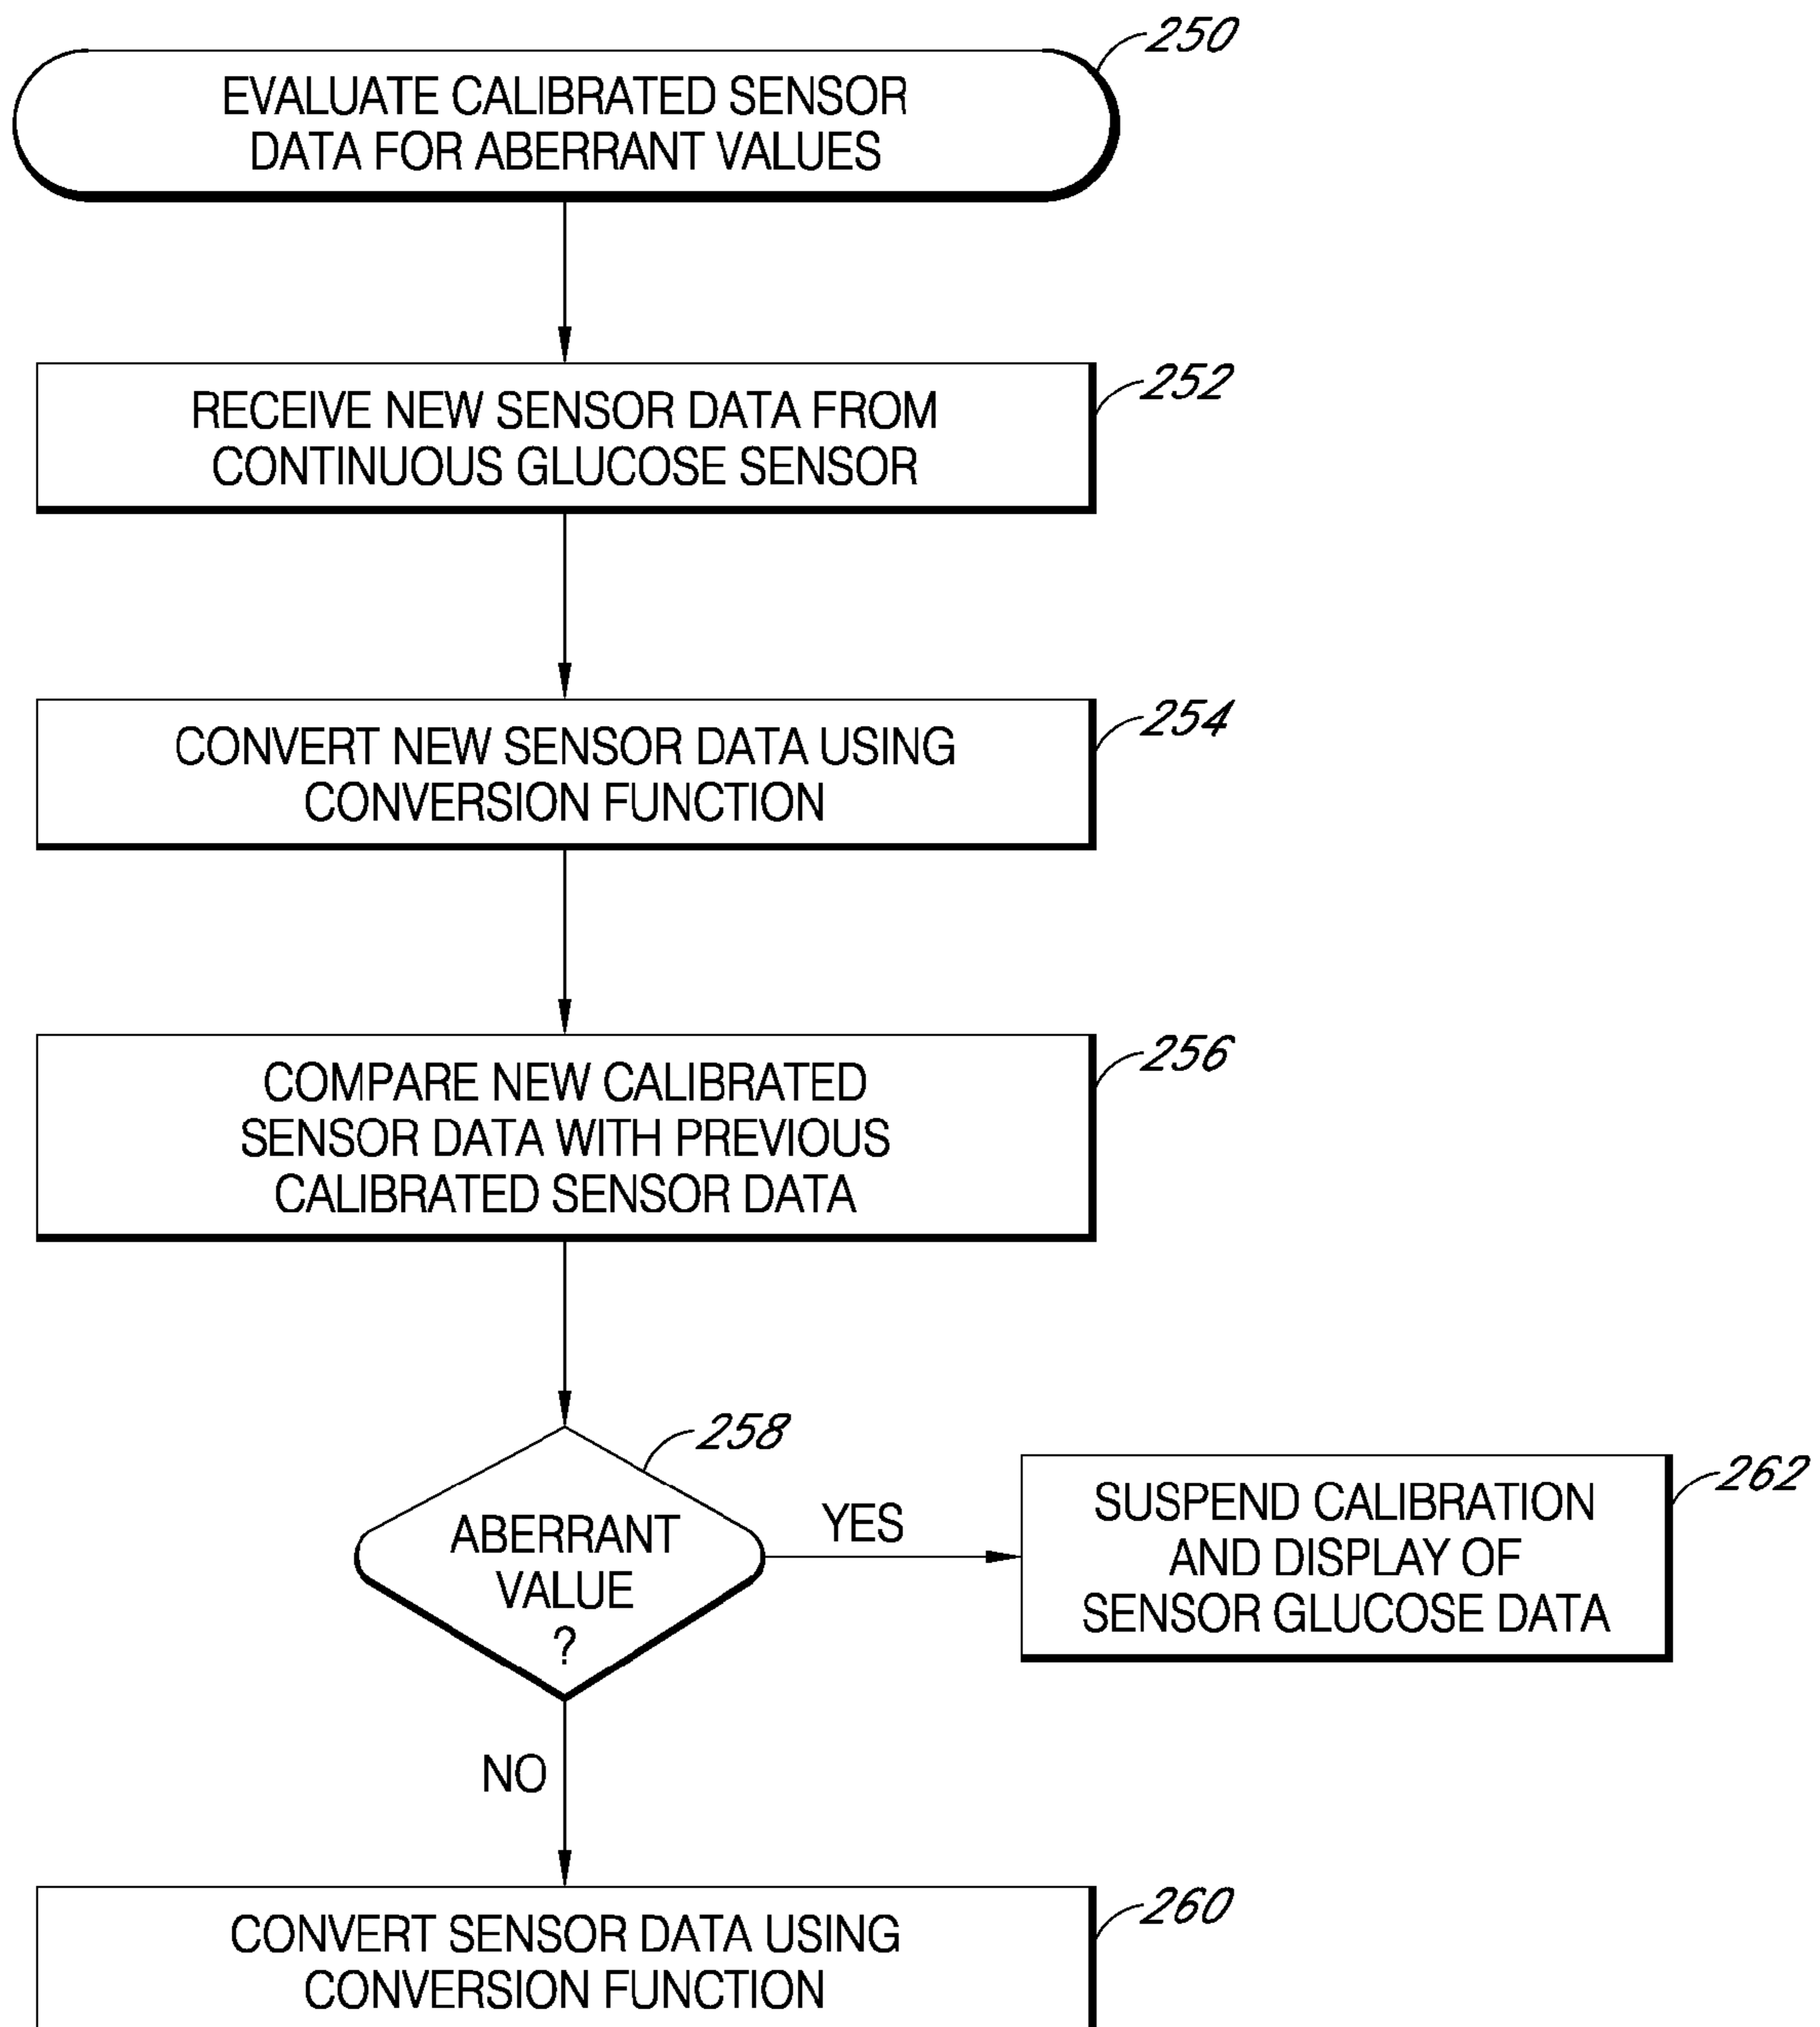 250
EVALUATE CALIBRATED SENSOR
DATA FOR ABERRANT VALUES
252
RECEIVE NEW SENSOR DATA FROM
CONTINUOUS GLUCOSE SENSOR
254
CONVERT NEW SENSOR DATA USING
CONVERSION FUNCTION
256
COMPARE NEW CALIBRATED
SENSOR DATA WITH PREVIOUS
CALIBRATED SENSOR DATA
258
ABERRANT
VALUE
?
YES
262
SUSPEND CALIBRATION
AND DISPLAY OF
SENSOR GLUCOSE DATA
NO
260
CONVERT SENSOR DATA USING
CONVERSION FUNCTION